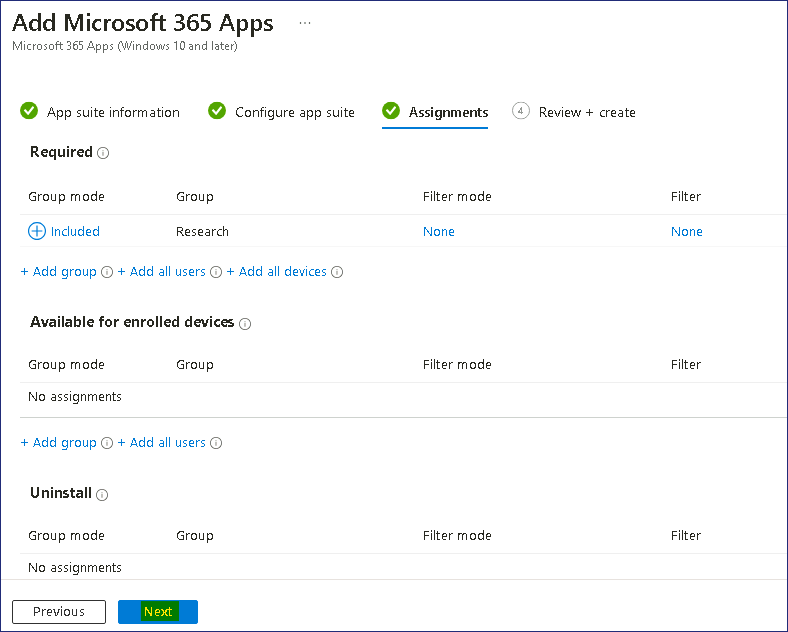 Add Microsoft 365 Apps ...
Microsoft 365 Apps (Windows 10 and later)
App suite information Configure app suite Assignments 4 Review + create
Required
Group mode Group Filter mode Filter
Included Research None None
+ Add group + Add all users + Add all devices
Available for enrolled devices
Group mode Group Filter mode Filter
No assignments
+ Add group + Add all users
Uninstall
Group mode Group Filter mode Filter
No assignments
Previous Next